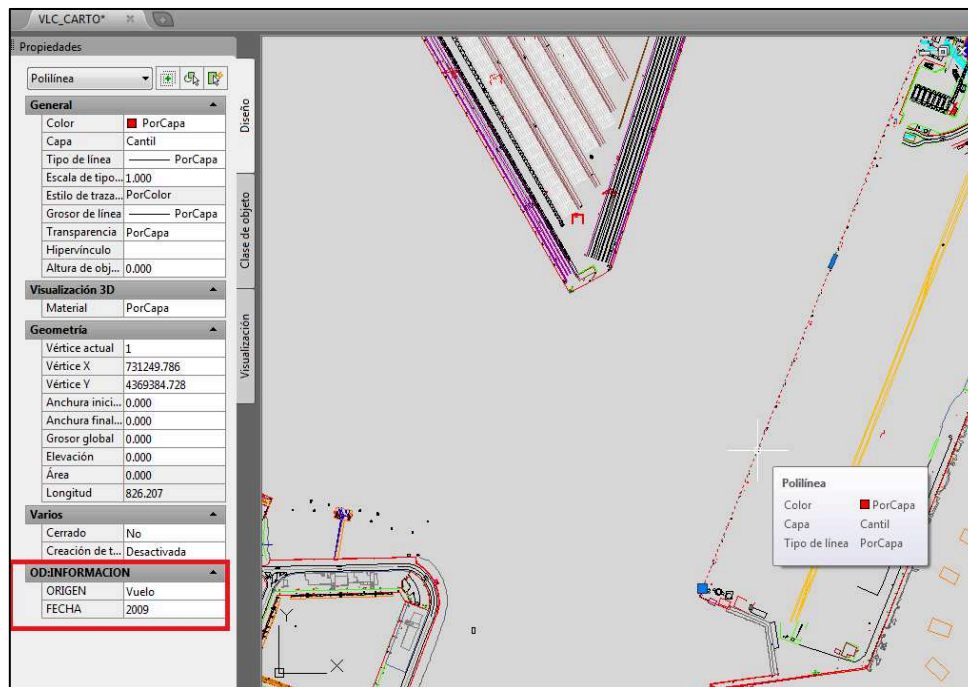 VLC_CARTO*
Propiedades
Polilínea
General
Color PorCapa
Capa Cantil
Tipo de línea PorCapa
Escala de tipo... 1.000
Estilo de traza... PorColor
Grosor de línea PorCapa
Transparencia PorCapa
Hipervínculo
Altura de obj... 0.000
Visualización 3D
Material PorCapa
Geometría
Vértice actual 1
Vértice X 731249.786
Vértice Y 4369384.728
Anchura inici... 0.000
Anchura final... 0.000
Grosor global 0.000
Elevación 0.000
Área 0.000
Longitud 826.207
Varios
Cerrado No
Creación de t... Desactivada
OD:INFORMACION
ORIGEN Vuelo
FECHA 2009
Diseño
Clase de objeto
Visualización
Polilínea
Color PorCapa
Capa Cantil
Tipo de línea PorCapa
Y
X